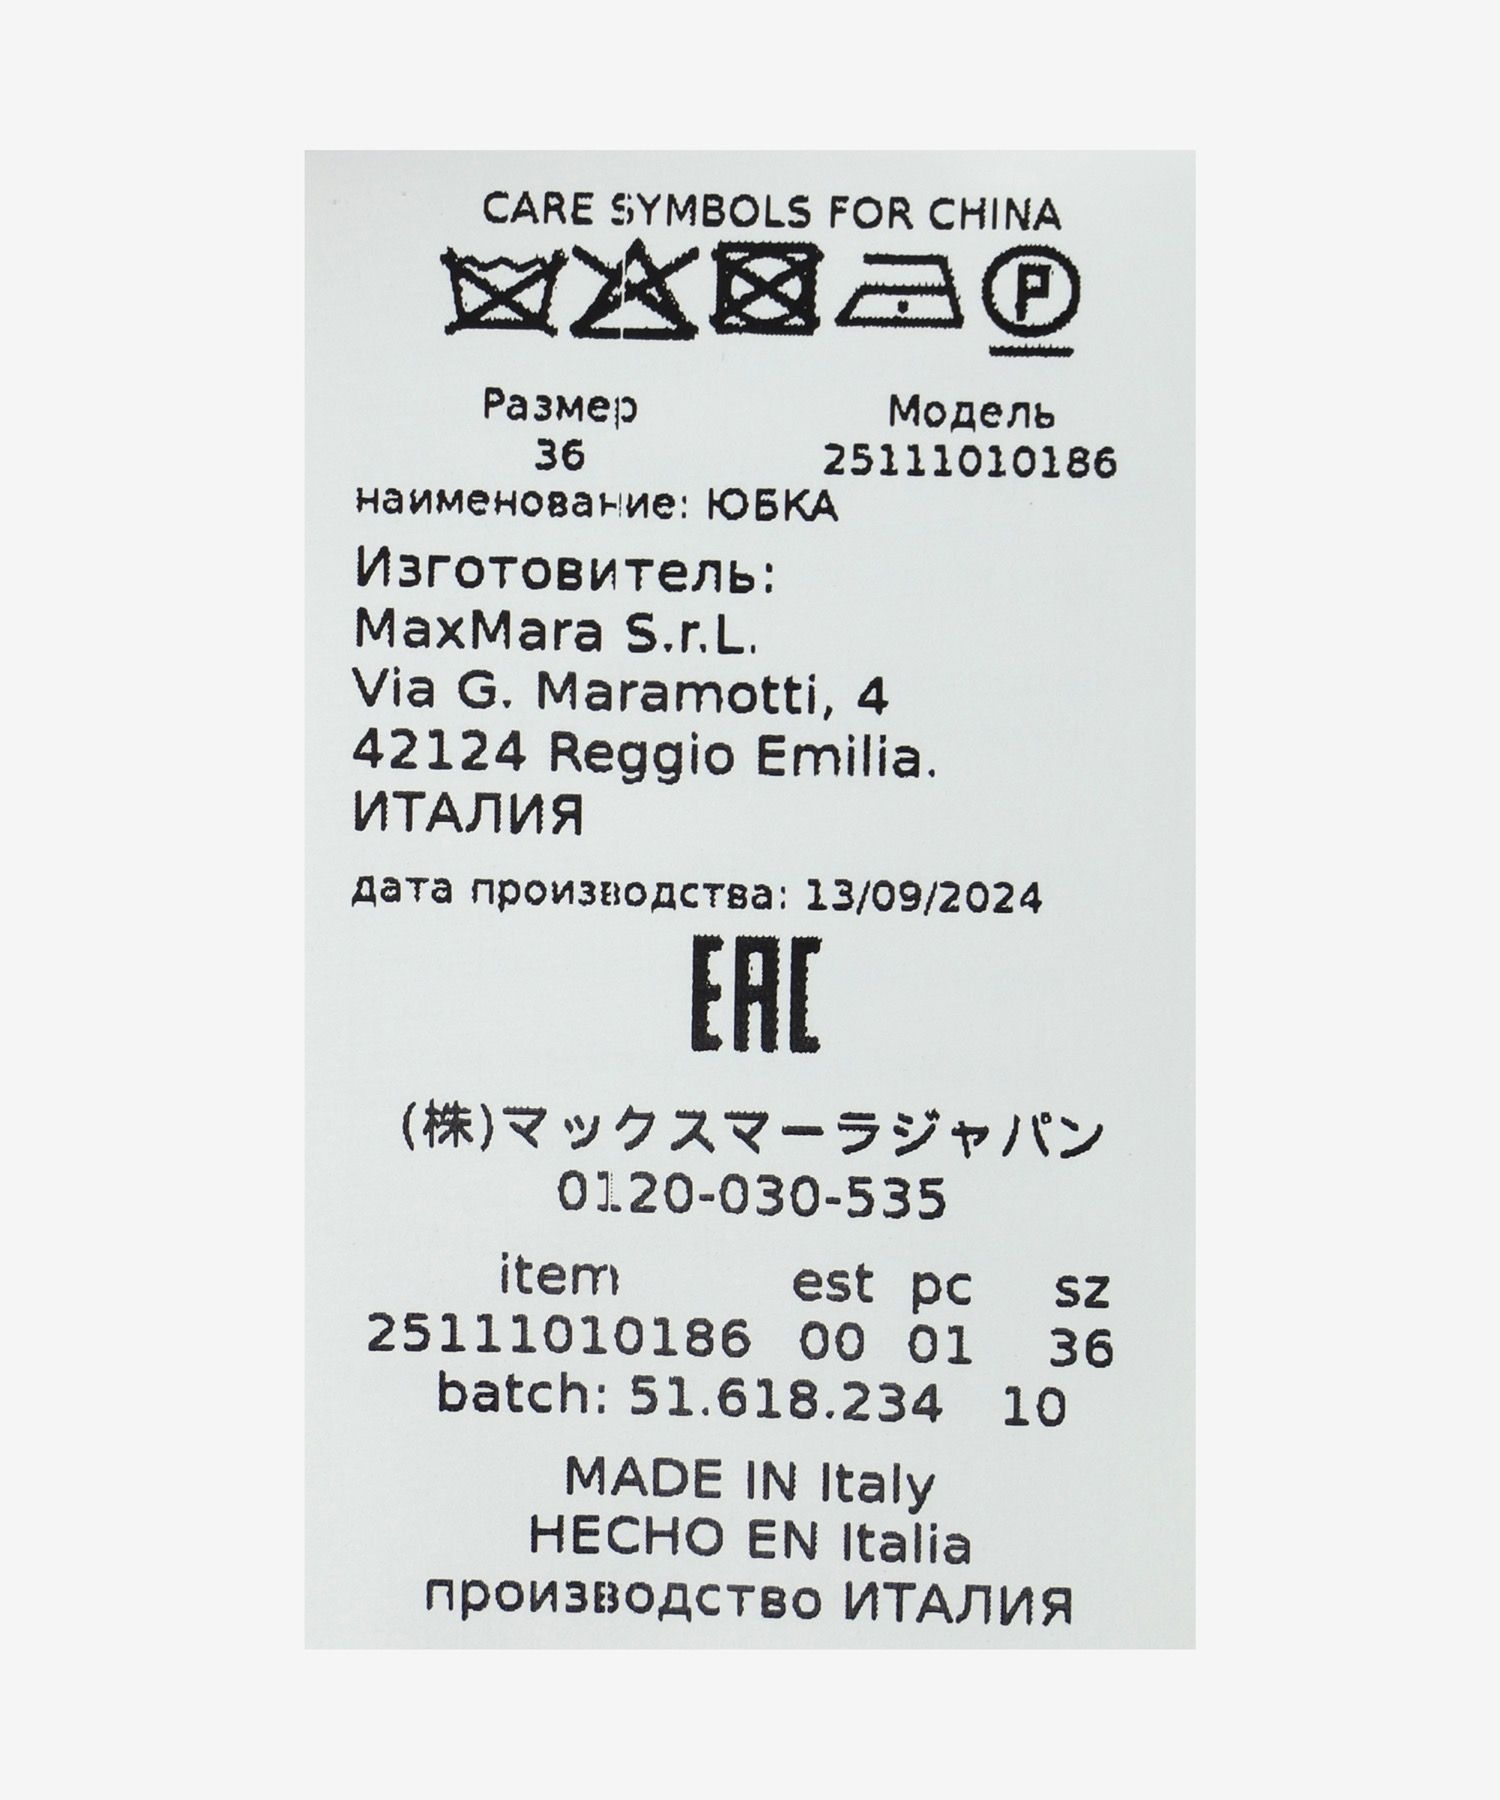 CARE SYMBOLS FOR CHINA
P
Размер Модель
36 25111010186
наименование: ЮБКА
Изготовитель:
MaxMara S.r.L.
Via G. Maramotti, 4
42124 Reggio Emilia.
ИТАЛИЯ
дата производства: 13/09/2024
EAC
(株)マックスマーラジャパン
0120-030-535
item est pc sz
25111010186 00 01 36
batch: 51.618.234 10
MADE IN Italy
HECHO EN Italia
производство ИТАЛИЯ